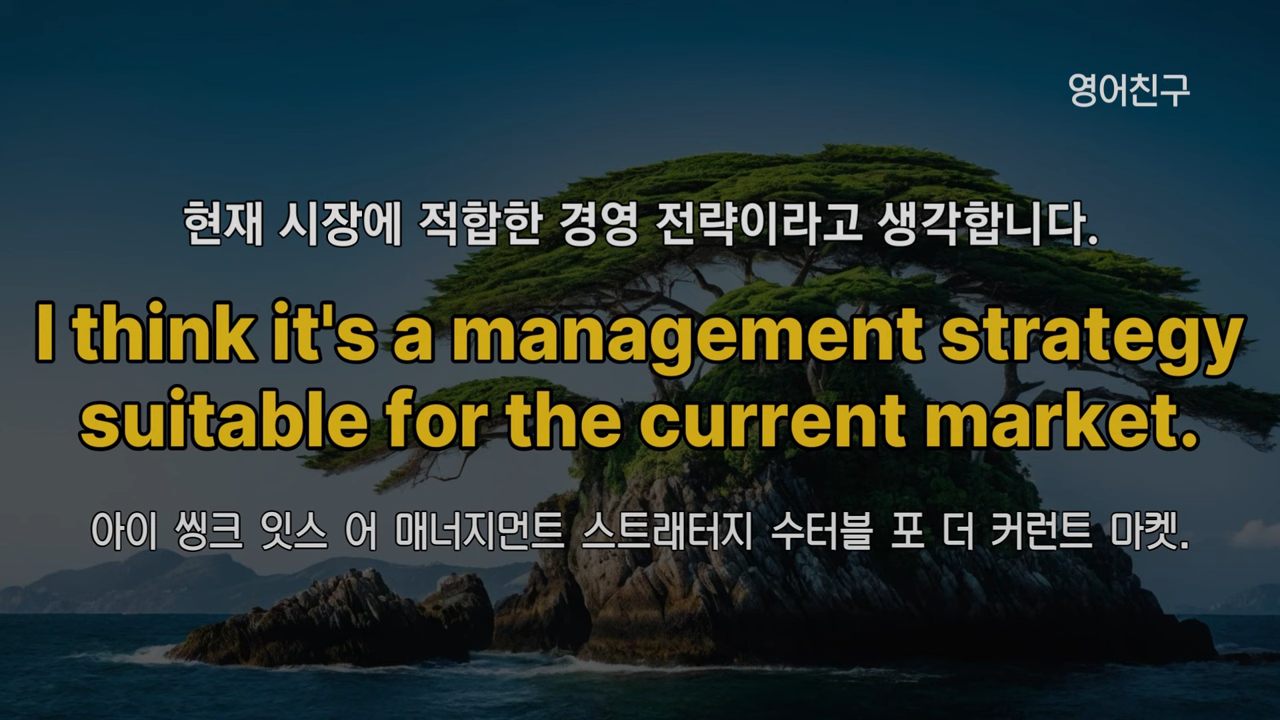 영어친구
현재 시장에 적합한 경영 전략이라고 생각합니다.
I think it's a management strategy
suitable for the current market.
아이 씽크 잇스 어 매너지먼트 스트래터지 수터블 포 더 커런트 마켓.